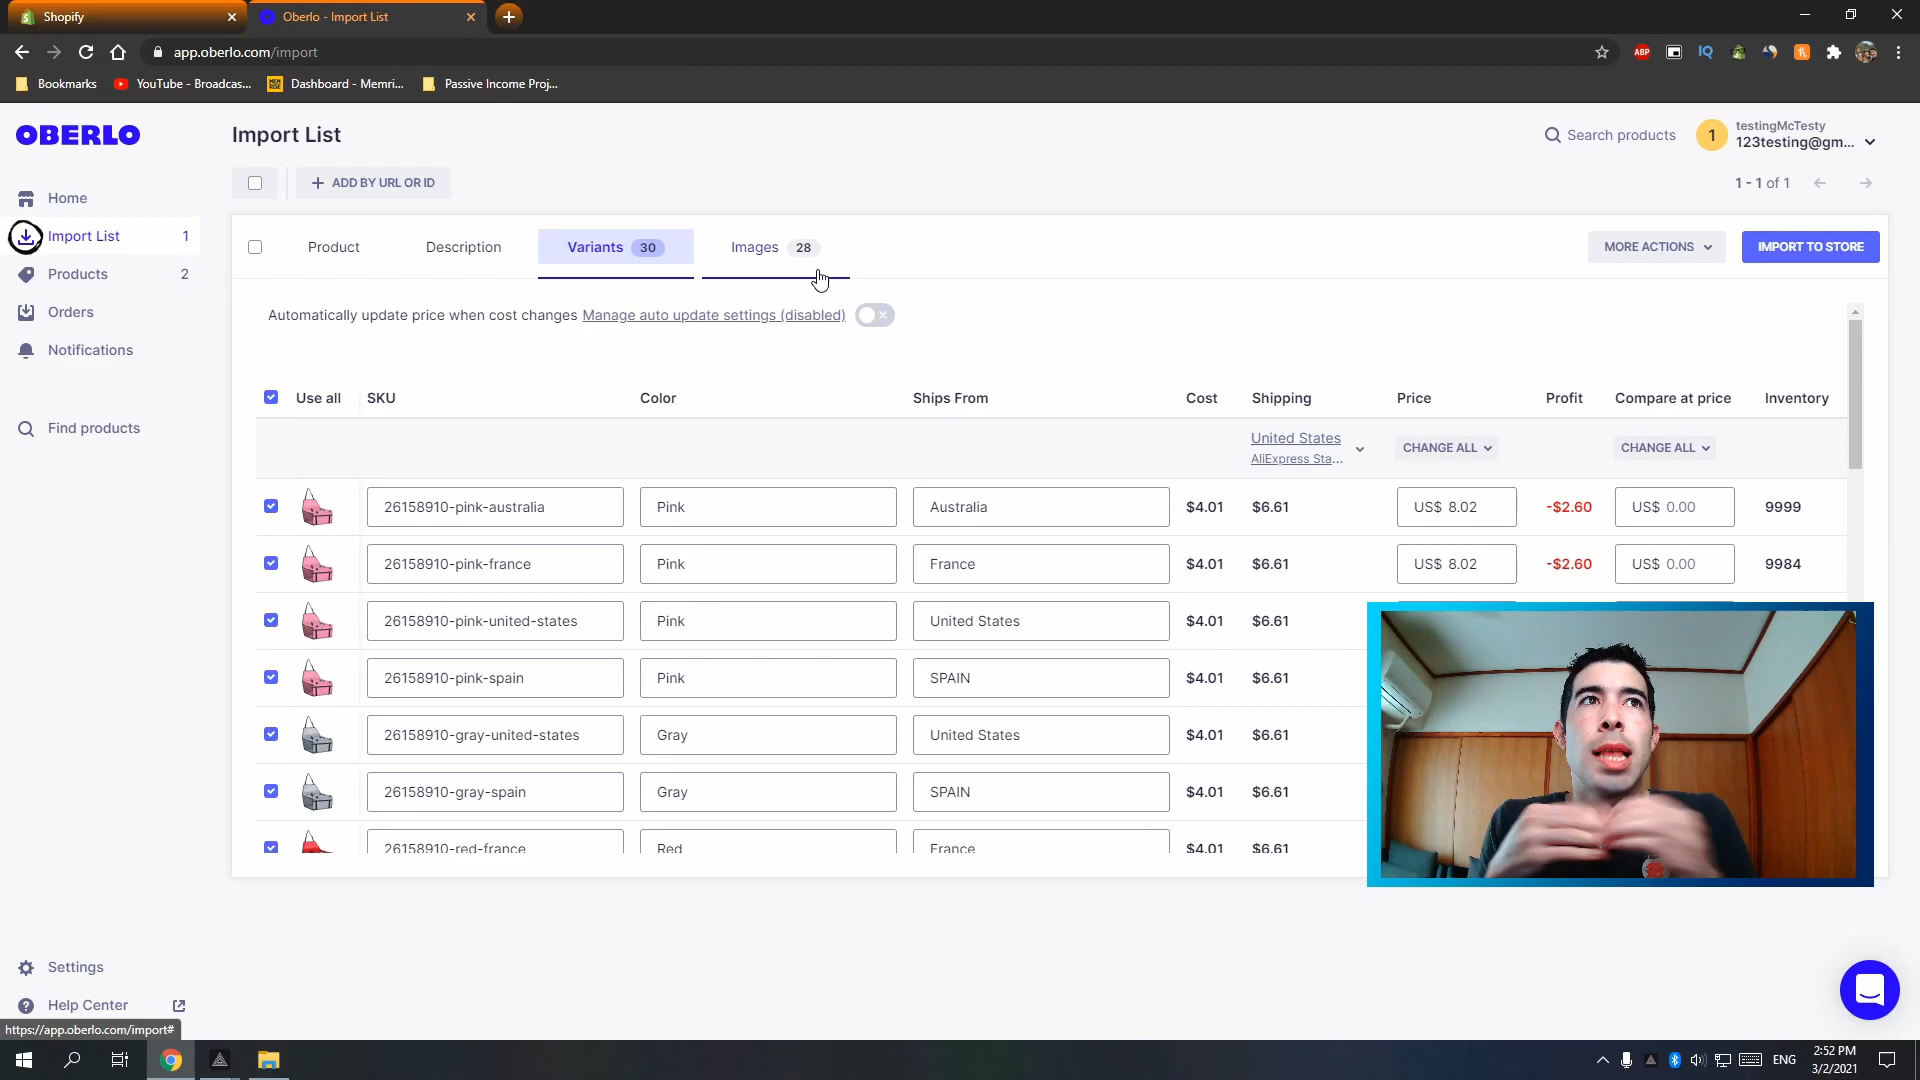 Shopify
Oberlo - Import List
app.oberlo.com/import
ABP
IQ
Bookmarks
YouTube - Broadcas...
MEM RISE
Dashboard - Memri...
Passive Income Proj...
OBERLO
Import List
Search products
1
testingMcTesty
123testing@gm...
ADD BY URL OR ID
1 - 1 of 1
Home
Import List 1
Products 2
Orders
Notifications
Find products
Product
Description
Variants 30
Images 28
MORE ACTIONS
IMPORT TO STORE
Automatically update price when cost changes Manage auto update settings (disabled)
Use all SKU Color Ships From Cost Shipping Price Profit Compare at price Inventory
United States
AliExpress Sta...
CHANGE ALL
CHANGE ALL
26158910-pink-australia Pink Australia $4.01 $6.61 US$ 8.02 -$2.60 US$ 0.00 9999
26158910-pink-france Pink France $4.01 $6.61 US$ 8.02 -$2.60 US$ 0.00 9984
26158910-pink-united-states Pink United States $4.01 $6.61
26158910-pink-spain Pink SPAIN $4.01 $6.61
26158910-gray-united-states Gray United States $4.01 $6.61
26158910-gray-spain Gray SPAIN $4.01 $6.61
26158910-red-france Red France $4.01 $6.61
Settings
Help Center
https://app.oberlo.com/import#
ENG
2:52 PM
3/2/2021